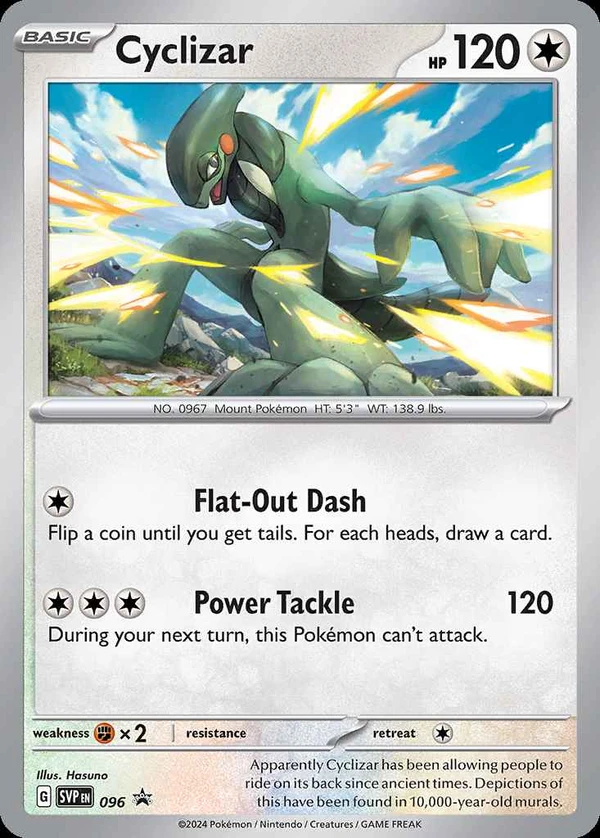 BASIC
Cyclizar
HP 120
NO. 0967 Mount Pokémon HT: 5'3" WT: 138.9 lbs.
Flat-Out Dash
Flip a coin until you get tails. For each heads, draw a card.
Power Tackle 120
During your next turn, this Pokémon can't attack.
weakness ×2 resistance retreat
Illus. Hasuno
Apparently Cyclizar has been allowing people to
ride on its back since ancient times. Depictions of
this have been found in 10,000-year-old murals.
G SVP EN 096
©2024 Pokémon / Nintendo / Creatures / GAME FREAK